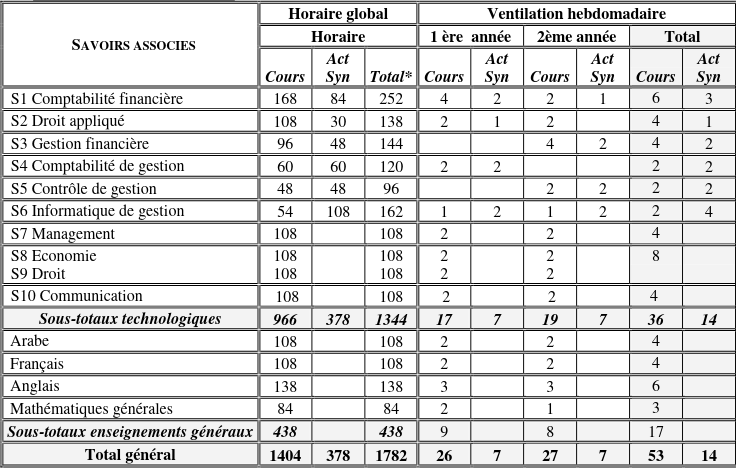 SAVOIRS ASSOCIES Horaire global Ventilation hebdomadaire
Horaire 1 ère année 2ème année Total
Cours Act Syn Total* Cours Act Syn Cours Act Syn Cours Act Syn
S1 Comptabilité financière 168 84 252 4 2 2 1 6 3
S2 Droit appliqué 108 30 138 2 1 2 4 1
S3 Gestion financière 96 48 144 4 2 4 2
S4 Comptabilité de gestion 60 60 120 2 2 2 2
S5 Contrôle de gestion 48 48 96 2 2 2 2
S6 Informatique de gestion 54 108 162 1 2 1 2 2 4
S7 Management 108 108 2 2 4
S8 Economie 108 108 2 2 8
S9 Droit 108 108 2 2
S10 Communication 108 108 2 2 4
Sous-totaux technologiques 966 378 1344 17 7 19 7 36 14
Arabe 108 108 2 2 4
Français 108 108 2 2 4
Anglais 138 138 3 3 6
Mathématiques générales 84 84 2 1 3
Sous-totaux enseignements généraux 438 438 9 8 17
Total général 1404 378 1782 26 7 27 7 53 14